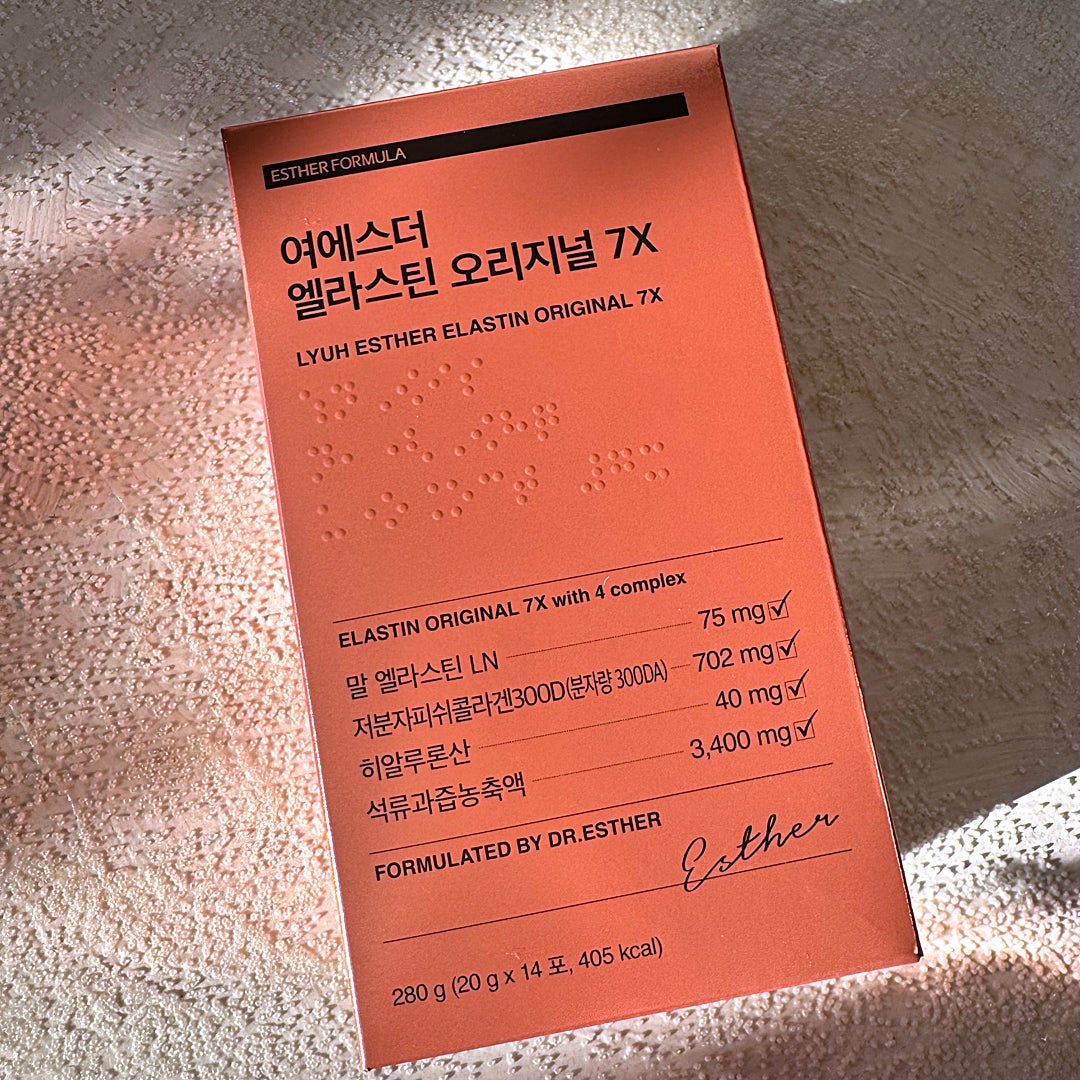 ESTHER FORMULA
여에스더
엘라스틴 오리지널 7X
LYUH ESTHER ELASTIN ORIGINAL 7X
ELASTIN ORIGINAL 7X with 4 complex
말 엘라스틴 LN 75 mg
저분자피쉬콜라겐300D(분자량 300DA) 702 mg
히알루론산 40 mg
석류과즙농축액 3,400 mg
FORMULATED BY DR.ESTHER
Esther
280 g (20 g x 14 포, 405 kcal)